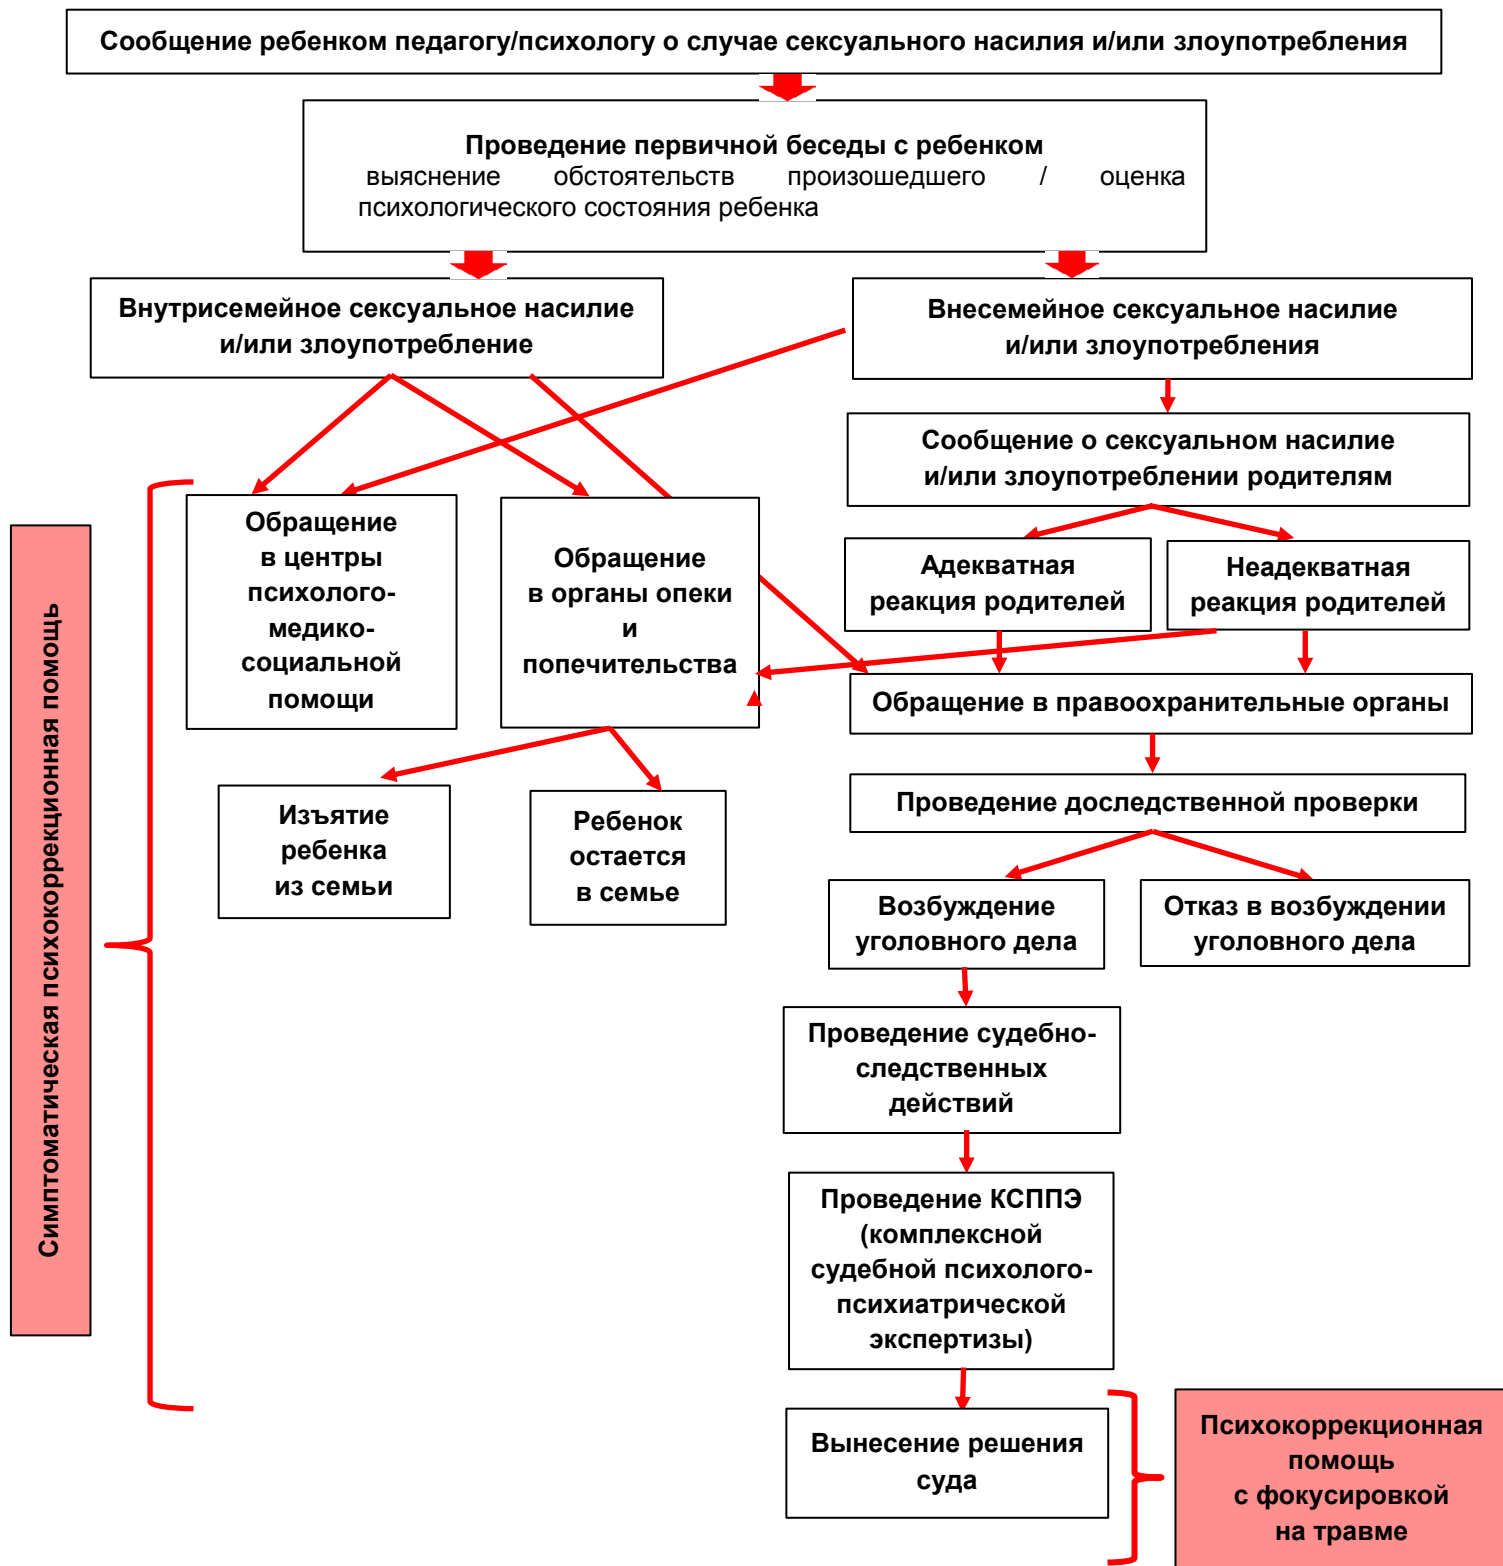 Сообщение ребенком педагогу/психологу о случае сексуального насилия и/или злоупотребления
Проведение первичной беседы с ребенком
выяснение обстоятельств произошедшего / оценка
психологического состояния ребенка
Внутрисемейное сексуальное насилие
и/или злоупотребление
Внесемейное сексуальное насилие
и/или злоупотребления
Сообщение о сексуальном насилие
и/или злоупотреблении родителям
Обращение
в центры
психолого-
медико-
социальной
помощи
Обращение
в органы опеки
и
попечительства
Адекватная
реакция родителей
Неадекватная
реакция родителей
Обращение в правоохранительные органы
Изъятие
ребенка
из семьи
Ребенок
остается
в семье
Проведение доследственной проверки
Возбуждение
уголовного дела
Отказ в возбуждении
уголовного дела
Проведение судебно-
следственных
действий
Проведение КСППЭ
(комплексной
судебной психолого-
психиатрической
экспертизы)
Вынесение решения
суда
Симптоматическая психокоррекционная помощь
Психокоррекционная
помощь
с фокусировкой
на травме